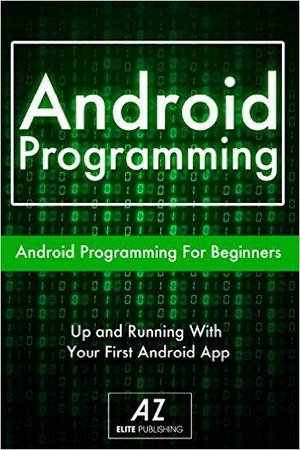 Android
Programming
Android Programming For Beginners
Up and Running With
Your First Android App
AZ
ELITE PUBLISHING